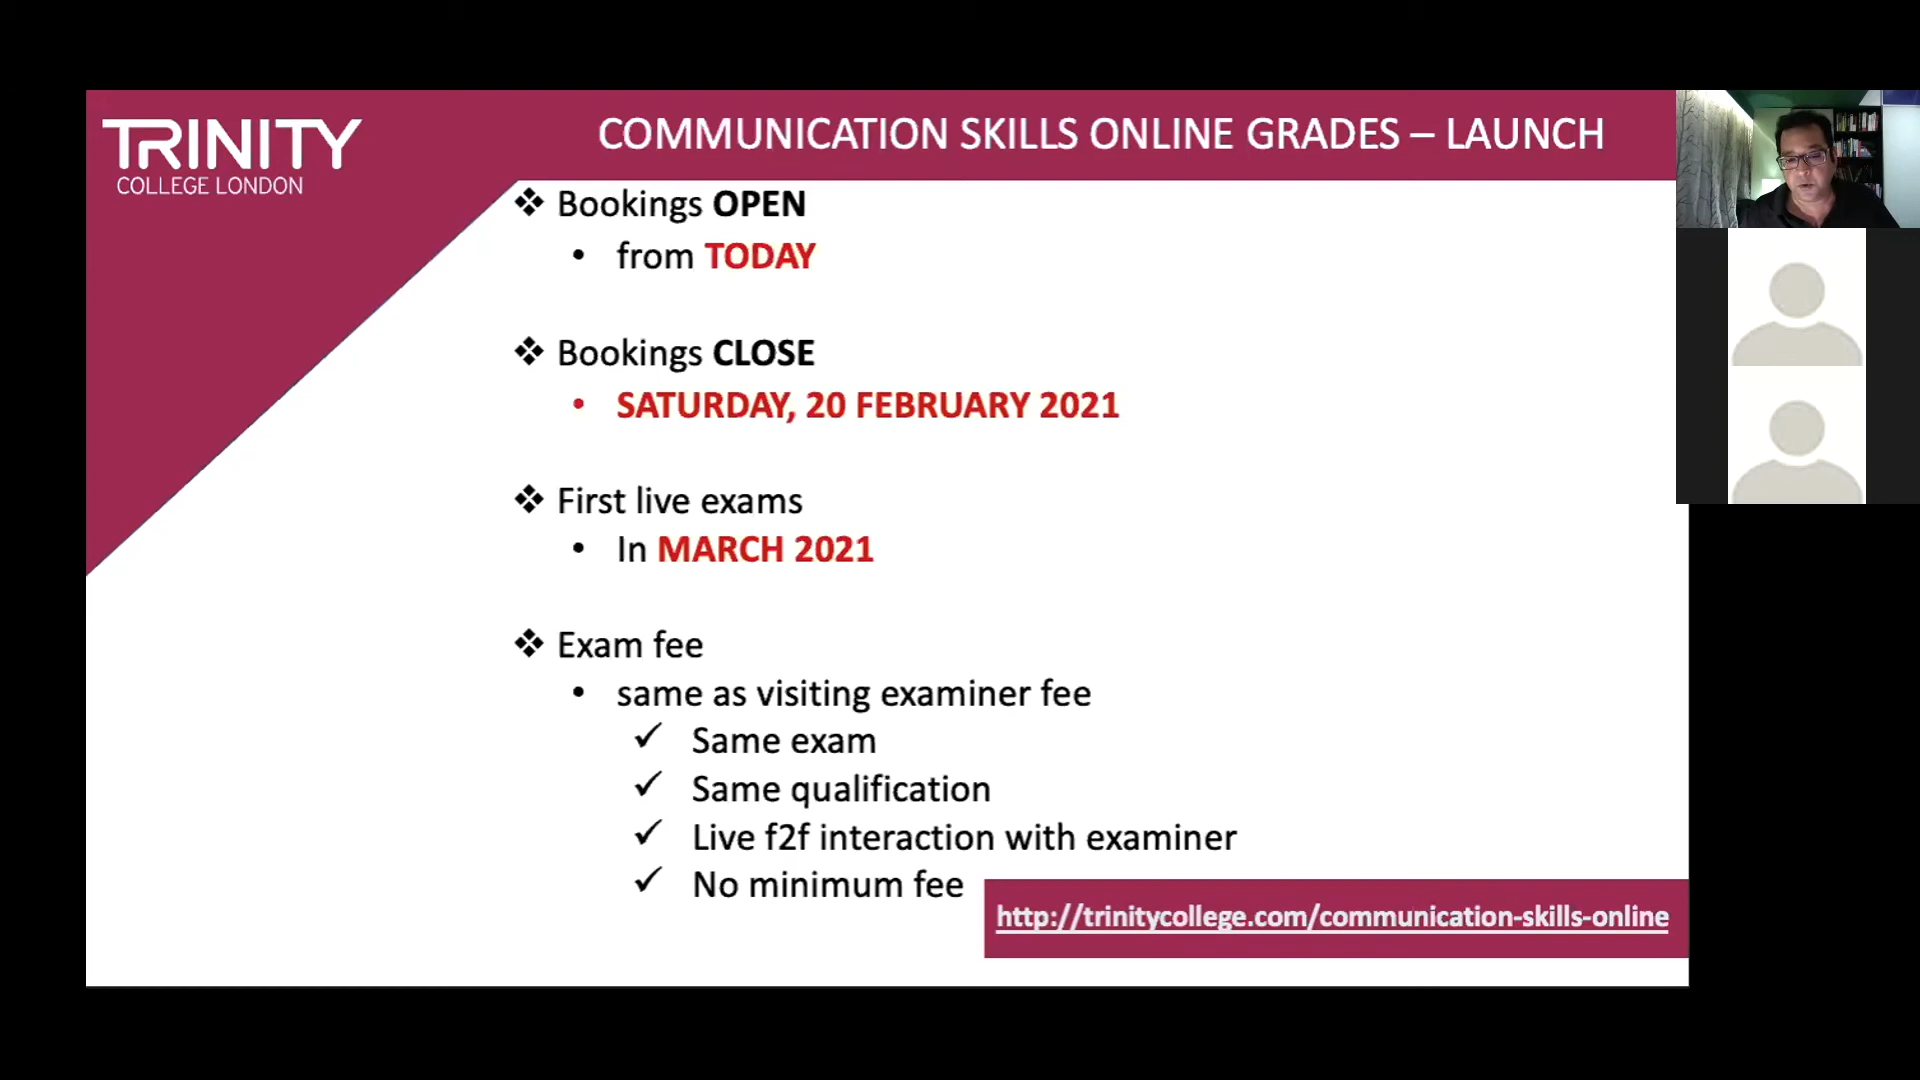 TRINITY
COLLEGE LONDON
COMMUNICATION SKILLS ONLINE GRADES – LAUNCH
❖ Bookings OPEN
• from TODAY
❖ Bookings CLOSE
• SATURDAY, 20 FEBRUARY 2021
❖ First live exams
• In MARCH 2021
❖ Exam fee
• same as visiting examiner fee
✓ Same exam
✓ Same qualification
✓ Live f2f interaction with examiner
✓ No minimum fee
http://trinitycollege.com/communication-skills-online